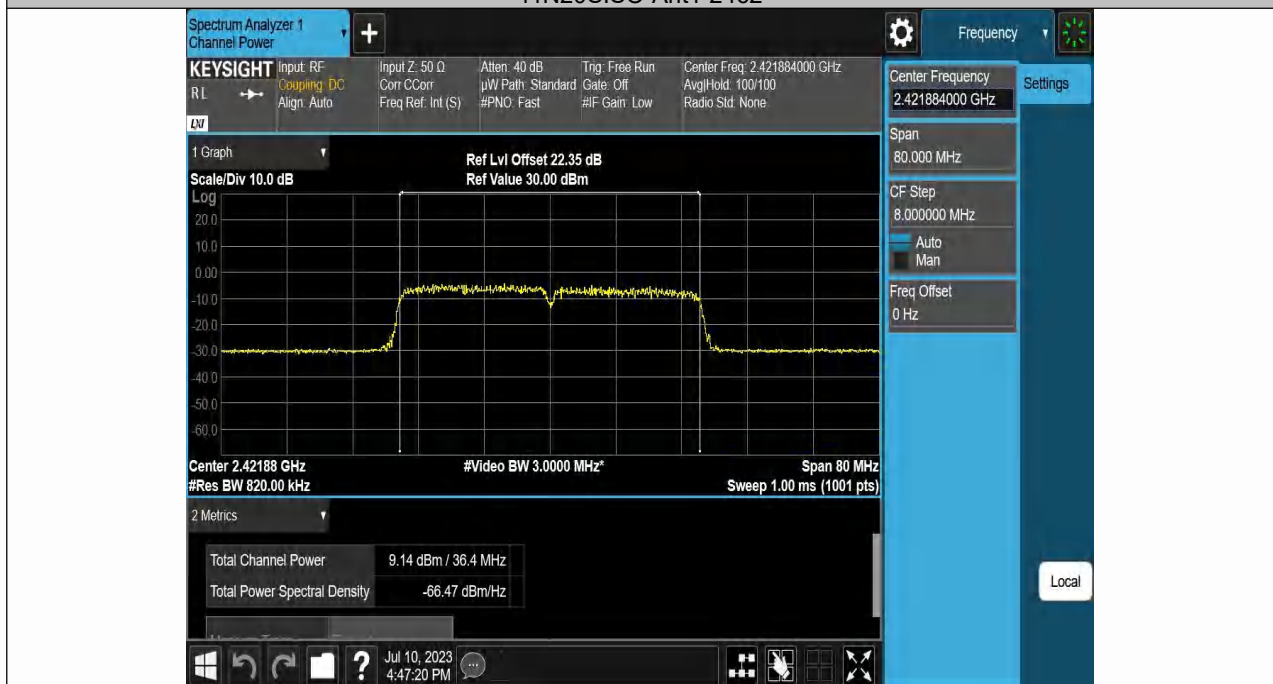 Spectrum Analyzer 1
Channel Power
Frequency
KEYSIGHT
RL
LXI
Input: RF
Coupling: DC
Align: Auto
Input Z: 50 Ω
Corr CCorr
Freq Ref: Int (S)
Atten: 40 dB
µW Path: Standard
#PNO: Fast
Trig: Free Run
Gate: Off
#IF Gain: Low
Center Freq: 2.421884000 GHz
Avg|Hold: 100/100
Radio Std: None
Center Frequency
2.421884000 GHz
Settings
Span
80.000 MHz
CF Step
8.000000 MHz
Auto
Man
Freq Offset
0 Hz
1 Graph
Scale/Div 10.0 dB
Ref Lvl Offset 22.35 dB
Ref Value 30.00 dBm
Log
20.0
10.0
0.00
-10.0
-20.0
-30.0
-40.0
-50.0
-60.0
Center 2.42188 GHz
#Video BW 3.0000 MHz*
Span 80 MHz
#Res BW 820.00 kHz
Sweep 1.00 ms (1001 pts)
2 Metrics
Total Channel Power 9.14 dBm / 36.4 MHz
Total Power Spectral Density -66.47 dBm/Hz
Local
?
Jul 10, 2023
4:47:20 PM